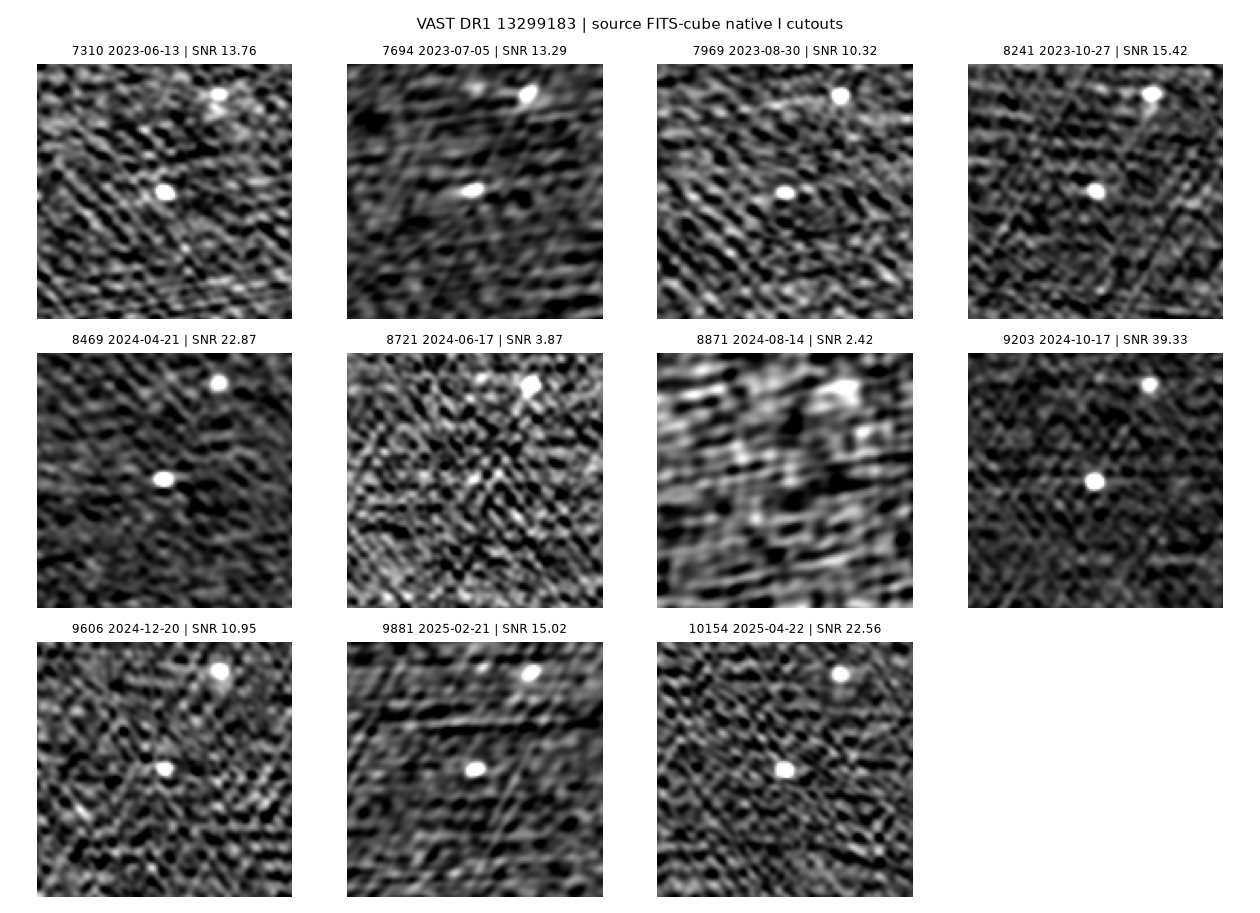 VAST DR1 13299183 | source FITS-cube native I cutouts
7310 2023-06-13 | SNR 13.76
7694 2023-07-05 | SNR 13.29
7969 2023-08-30 | SNR 10.32
8241 2023-10-27 | SNR 15.42
8469 2024-04-21 | SNR 22.87
8721 2024-06-17 | SNR 3.87
8871 2024-08-14 | SNR 2.42
9203 2024-10-17 | SNR 39.33
9606 2024-12-20 | SNR 10.95
9881 2025-02-21 | SNR 15.02
10154 2025-04-22 | SNR 22.56